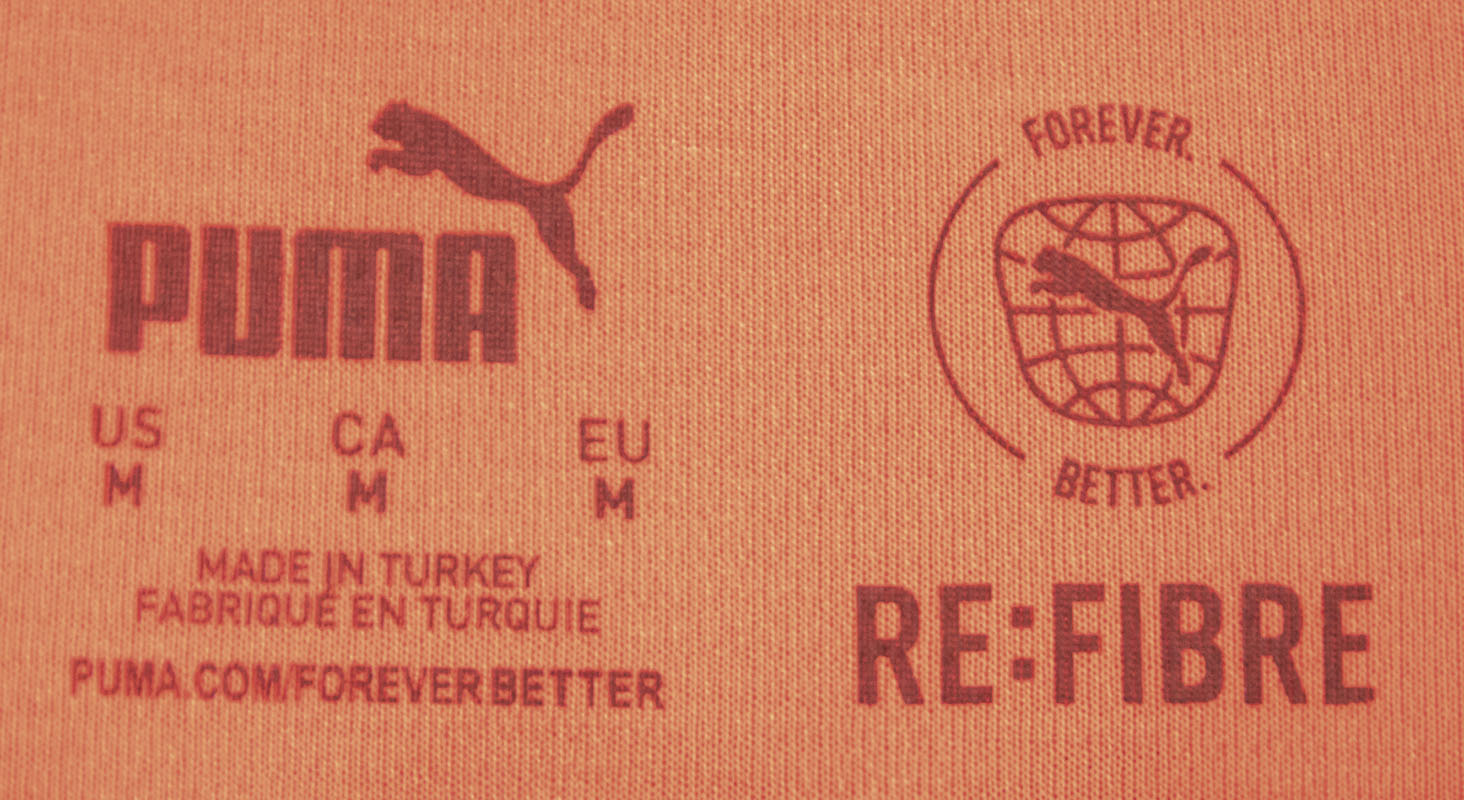 PUMA
US CA EU
M M M
MADE IN TURKEY
FABRIQUÉ EN TURQUIE
PUMA.COM/FOREVERBETTER
FOREVER.
BETTER.
RE:FIBRE